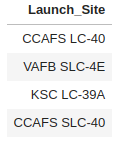 Launch_Site
CCAFS LC-40
VAFB SLC-4E
KSC LC-39A
CCAFS SLC-40